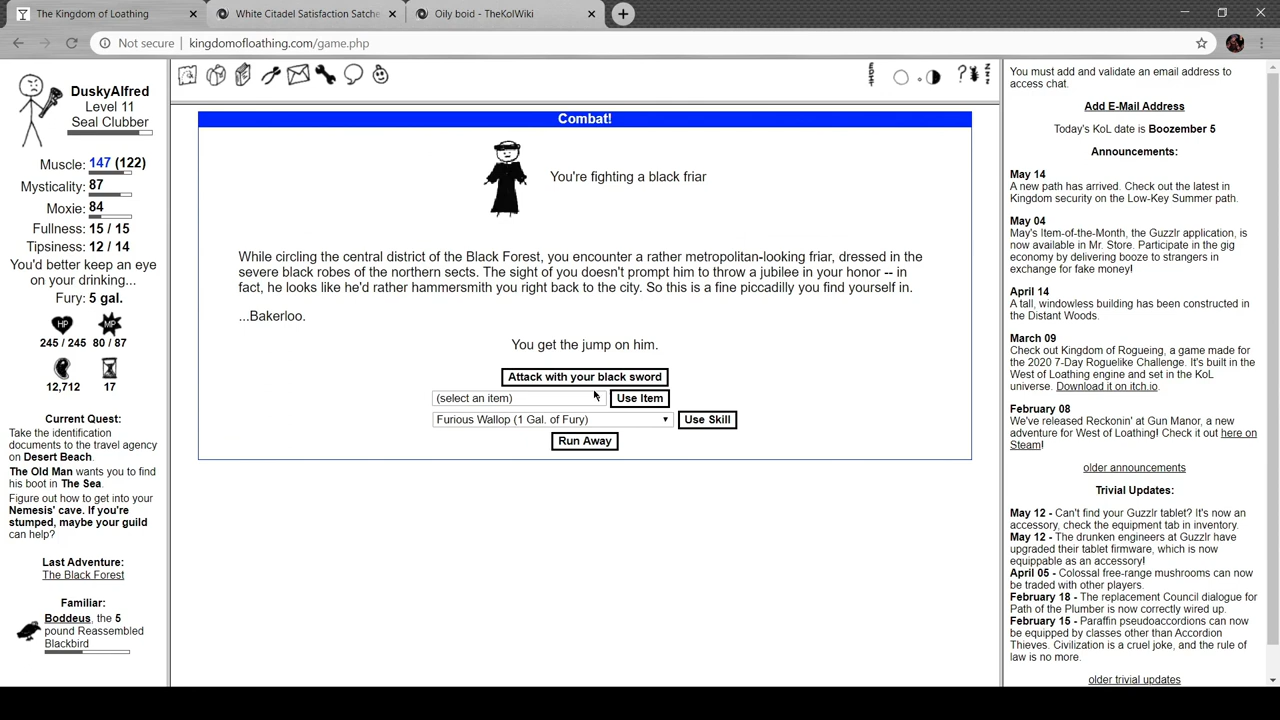 The Kingdom of Loathing
White Citadel Satisfaction Satche
Oily boid - TheKolWiki
Not secure | kingdomofloathing.com/game.php
DuskyAlfred
Level 11
Seal Clubber
Muscle: 147 (122)
Mysticality: 87
Moxie: 84
Fullness: 15 / 15
Tipsiness: 12 / 14
You'd better keep an eye
on your drinking...
Fury: 5 gal.
HP MP
245 / 245 80 / 87
12,712 17
Current Quest:
Take the identification
documents to the travel agency
on Desert Beach.
The Old Man wants you to find
his boot in The Sea.
Figure out how to get into your
Nemesis' cave. If you're
stumped, maybe your guild
can help?
Last Adventure:
The Black Forest
Familiar:
Boddeus, the 5
pound Reassembled
Blackbird
Combat!
You're fighting a black friar
While circling the central district of the Black Forest, you encounter a rather metropolitan-looking friar, dressed in the
severe black robes of the northern sects. The sight of you doesn't prompt him to throw a jubilee in your honor -- in
fact, he looks like he'd rather hammersmith you right back to the city. So this is a fine piccadilly you find yourself in.
...Bakerloo.
You get the jump on him.
Attack with your black sword
(select an item) Use Item
Furious Wallop (1 Gal. of Fury) Use Skill
Run Away
You must add and validate an email address to
access chat.
Add E-Mail Address
Today's KoL date is Boozember 5
Announcements:
May 14
A new path has arrived. Check out the latest in
Kingdom security on the Low-Key Summer path.
May 04
May's Item-of-the-Month, the Guzzlr application, is
now available in Mr. Store. Participate in the gig
economy by delivering booze to strangers in
exchange for fake money!
April 14
A tall, windowless building has been constructed in
the Distant Woods.
March 09
Check out Kingdom of Rogueing, a game made for
the 2020 7-Day Roguelike Challenge. It's built in the
West of Loathing engine and set in the KoL
universe. Download it on itch.io.
February 08
We've released Reckonin' at Gun Manor, a new
adventure for West of Loathing! Check it out here on
Steam!
older announcements
Trivial Updates:
May 12 - Can't find your Guzzlr tablet? It's now an
accessory, check the equipment tab in inventory.
May 12 - The drunken engineers at Guzzlr have
upgraded their tablet firmware, which is now
equippable as an accessory!
April 05 - Colossal free-range mushrooms can now
be traded with other players.
February 18 - The replacement Council dialogue for
Path of the Plumber is now correctly wired up.
February 15 - Paraffin pseudoaccordions can now
be equipped by classes other than Accordion
Thieves. Civilization is a cruel joke, and the rule of
law is no more.
older trivial updates